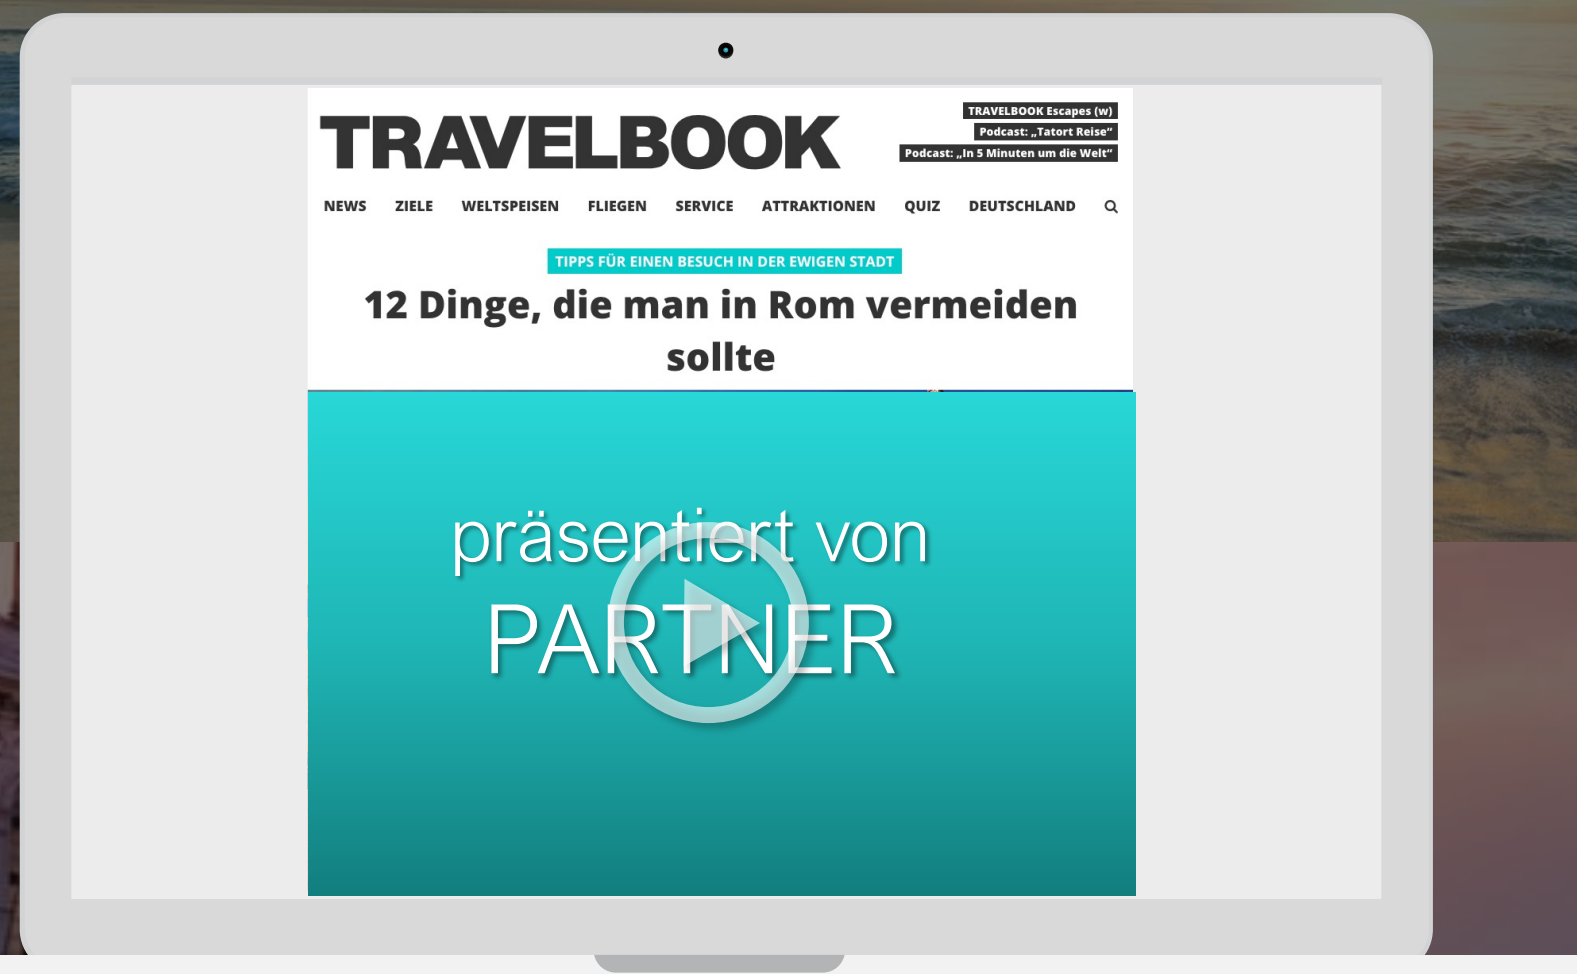 TRAVELBOOK
TRAVELBOOK Escapes (w)
Podcast: „Tatort Reise“
Podcast: „In 5 Minuten um die Welt“
NEWS ZIELE WELTSPEISEN FLIEGEN SERVICE ATTRAKTIONEN QUIZ DEUTSCHLAND
TIPPS FÜR EINEN BESUCH IN DER EWIGEN STADT
12 Dinge, die man in Rom vermeiden
sollte
präsentiert von
PARTNER